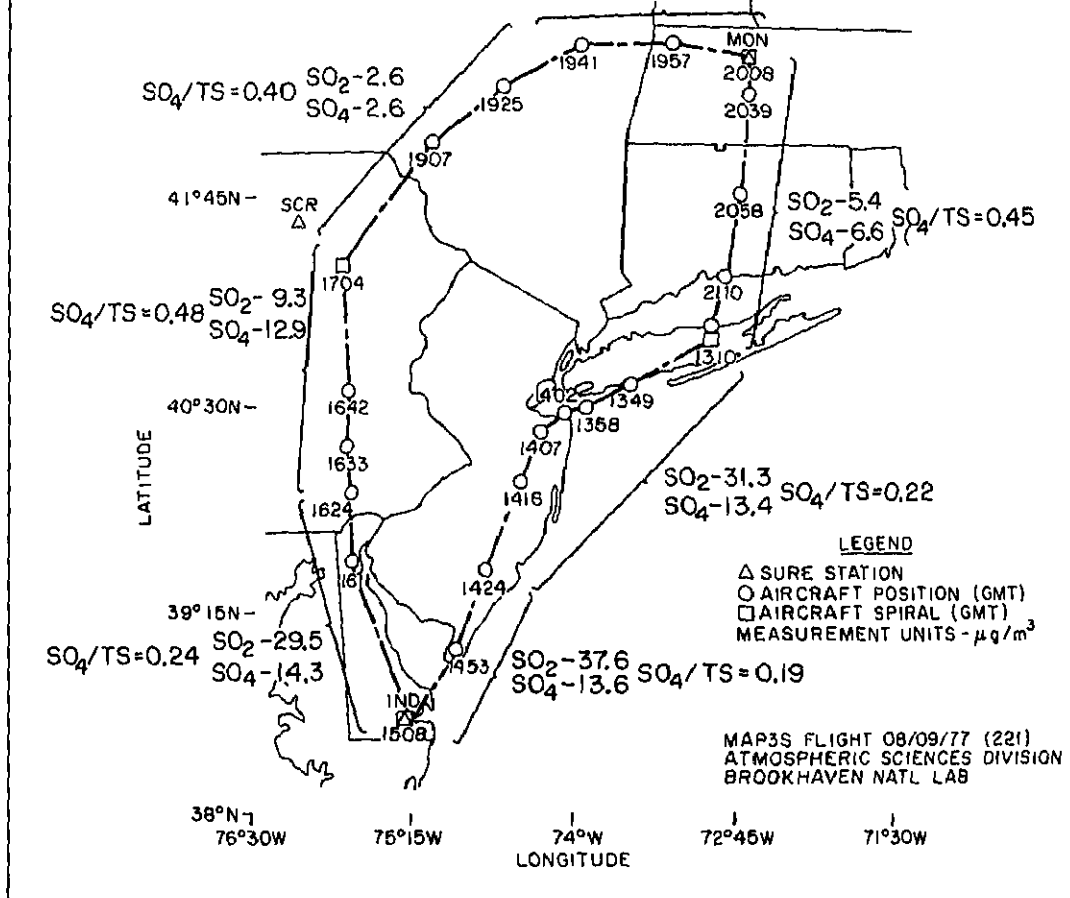 MON
1941
1957
2008
SO₄/TS=0.40 SO₂-2.6
SO₄-2.6
1925
2039
1907
41°45N
SCR
2058
SO₂-5.4
SO₄-6.6 SO₄/TS=0.45
1704
2110
SO₄/TS=0.48 SO₂-9.3
SO₄-12.9
1310
1349
40°30N
1642
1402
1358
1407
1633
1416
1624
SO₂-31.3
SO₄-13.4 SO₄/TS=0.22
LATITUDE
LEGEND
△ SURE STATION
○ AIRCRAFT POSITION (GMT)
□ AIRCRAFT SPIRAL (GMT)
MEASUREMENT UNITS - μg/m³
1424
39°15N
SO₄/TS=0.24 SO₂-29.5
SO₄-14.3
1453
SO₂-37.6
SO₄-13.6 SO₄/TS=0.19
1508
MAP3S FLIGHT 08/09/77 (221)
ATMOSPHERIC SCIENCES DIVISION
BROOKHAVEN NATL LAB
38°N
76°30W 75°15W 74°W 72°45W 71°30W
LONGITUDE